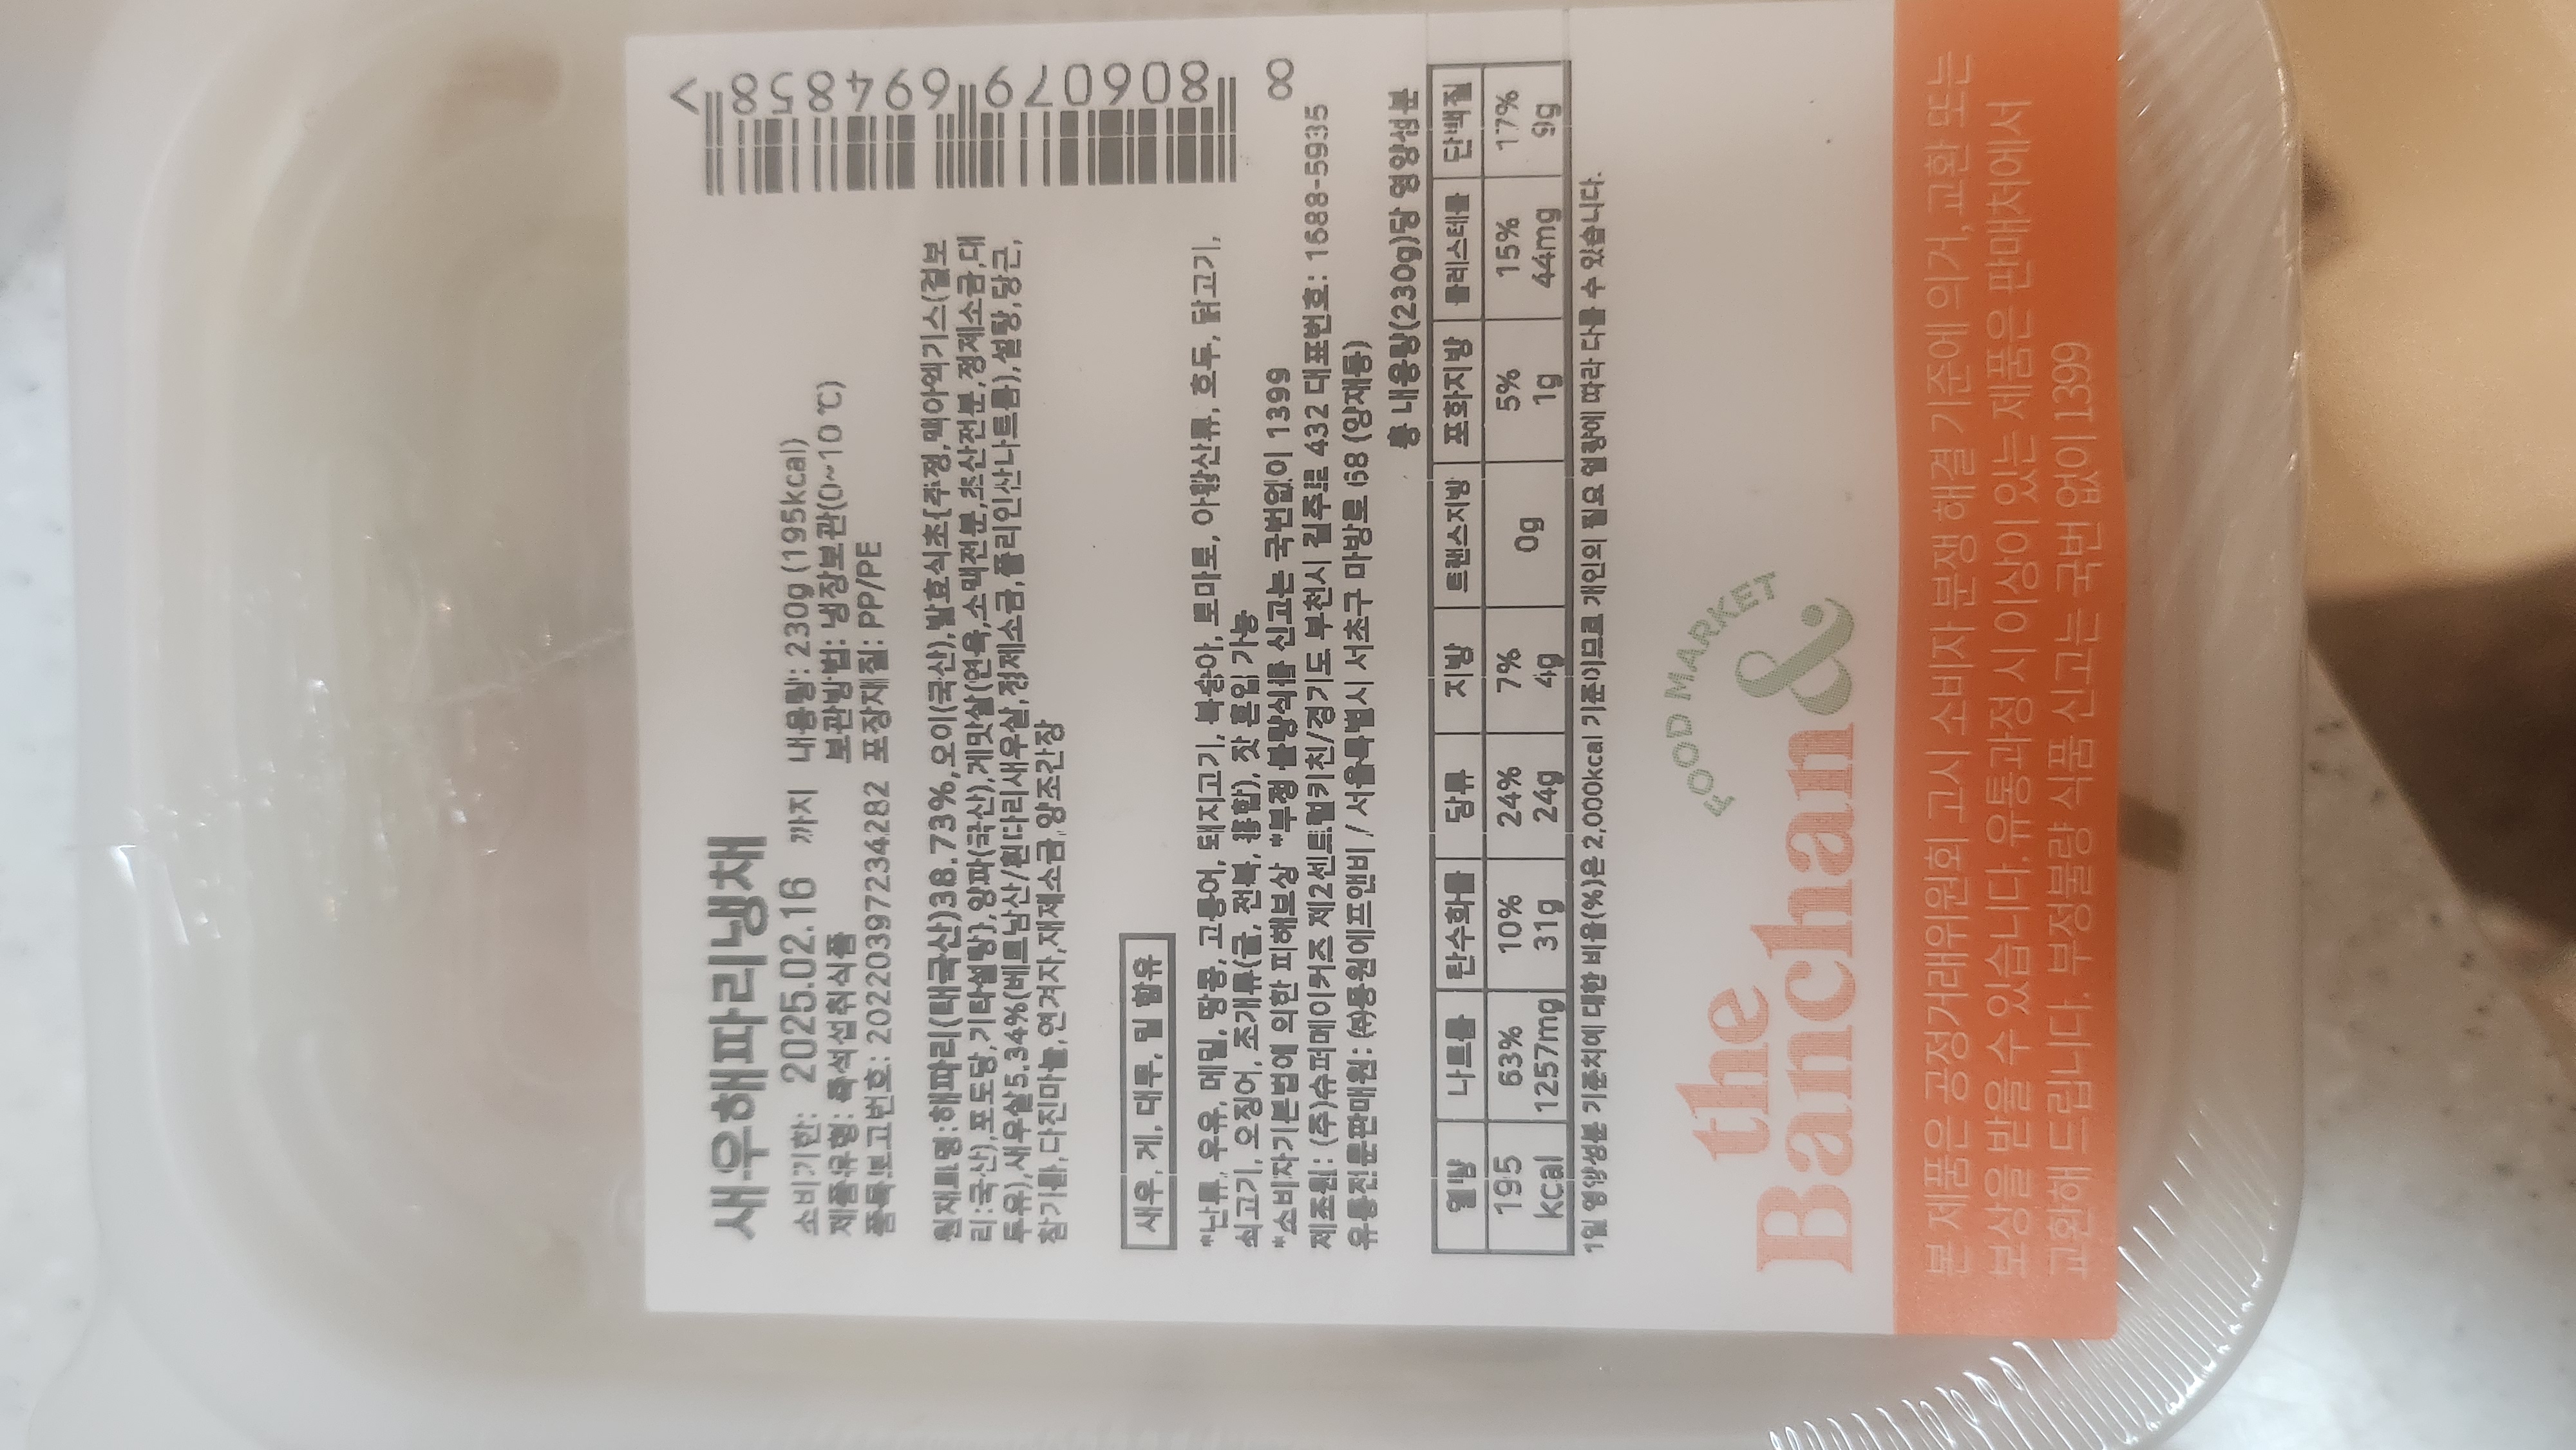 새우해파리냉채
소비기한: 2025.02.16 까지 내용량: 230g (195kcal)
제품유형: 즉석섭취식품 보관방법: 냉장보관(0~10℃)
품목보고번호: 20220397234282 포장재질: PP/PE
원재료명:해파리(태국산)38.73%,오이(국산),발효식초{주정,맥아엑기스(겉보
리:국산),포도당,기타설탕},양파(국산),게맛살{연육,소맥전분,초산전분,정제소금,대
두유},새우살5.34%(베트남산/흰다리새우살,정제소금,폴리인산나트륨),설탕,당근,
참기름,다진마늘,연겨자,재제소금,양조간장
새우, 게, 대두, 밀 함유
*난류, 우유, 메밀, 땅콩, 고등어, 돼지고기, 복숭아, 토마토, 아황산류, 호두, 닭고기,
쇠고기, 오징어, 조개류(굴, 전복, 홍합), 잣 혼입 가능
*소비자기본법에 의한 피해보상 *부정·불량식품 신고는 국번없이 1399
제조원: (주)슈퍼메이커즈 제2센트럴키친/경기도 부천시 길주로 432 대표번호: 1688-5935
유통전문판매원: (주)동원에프앤비 / 서울특별시 서초구 마방로 68 (양재동)
8 806079 694858 >
8
총 내용량(230g)당 영양성분
열량 나트륨 탄수화물 당류 지방 트랜스지방 포화지방 콜레스테롤 단백질
195 63% 10% 24% 7% 0g 5% 15% 17%
kcal 1257mg 31g 24g 4g 1g 44mg 9g
1일 영양성분 기준치에 대한 비율(%)은 2,000kcal 기준이므로 개인의 필요 열량에 따라 다를 수 있습니다.
the
Banchan&
FOOD MARKET
본 제품은 공정거래위원회 고시 소비자 분쟁 해결 기준에 의거, 교환 또는
보상을 받을 수 있습니다. 유통과정 시 이상이 있는 제품은 판매처에서
교환해 드립니다. 부정불량 식품 신고는 국번 없이 1399